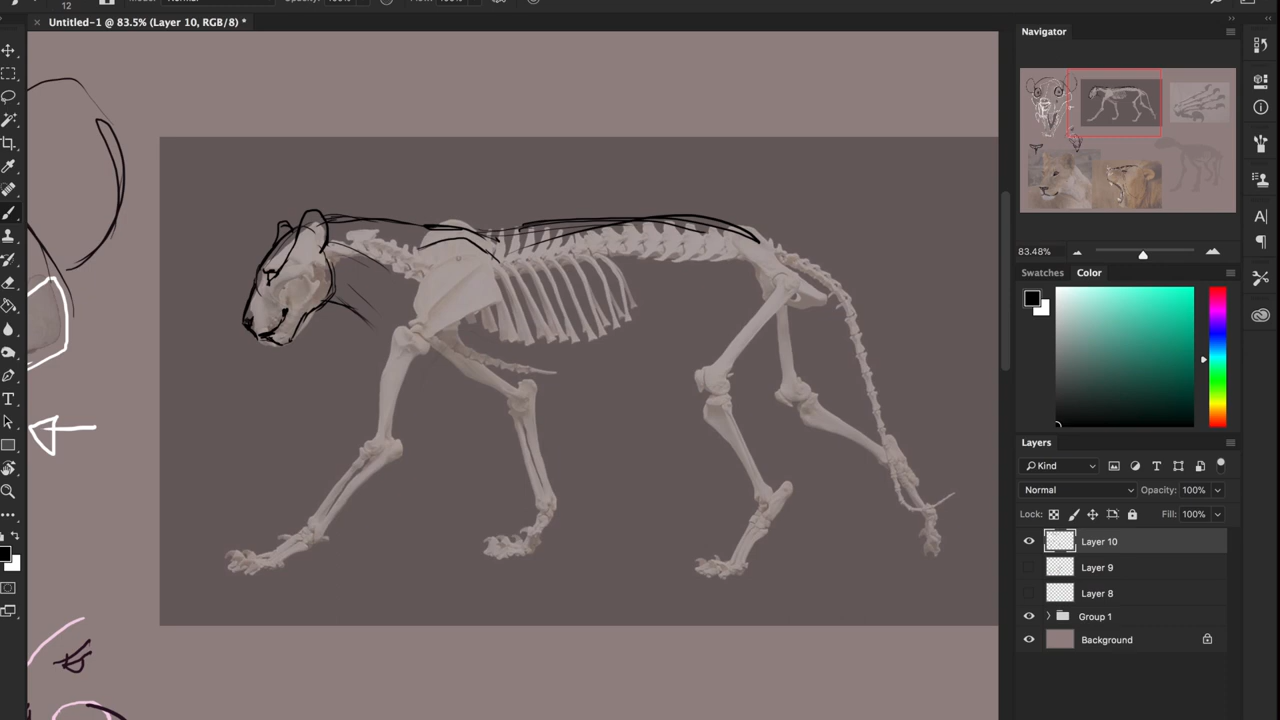 12
Untitled-1 @ 83.5% (Layer 10, RGB/8) *
Navigator
83.48%
Swatches
Color
Layers
Kind
Normal
Opacity: 100%
Lock:
Fill: 100%
Layer 10
Layer 9
Layer 8
Group 1
Background